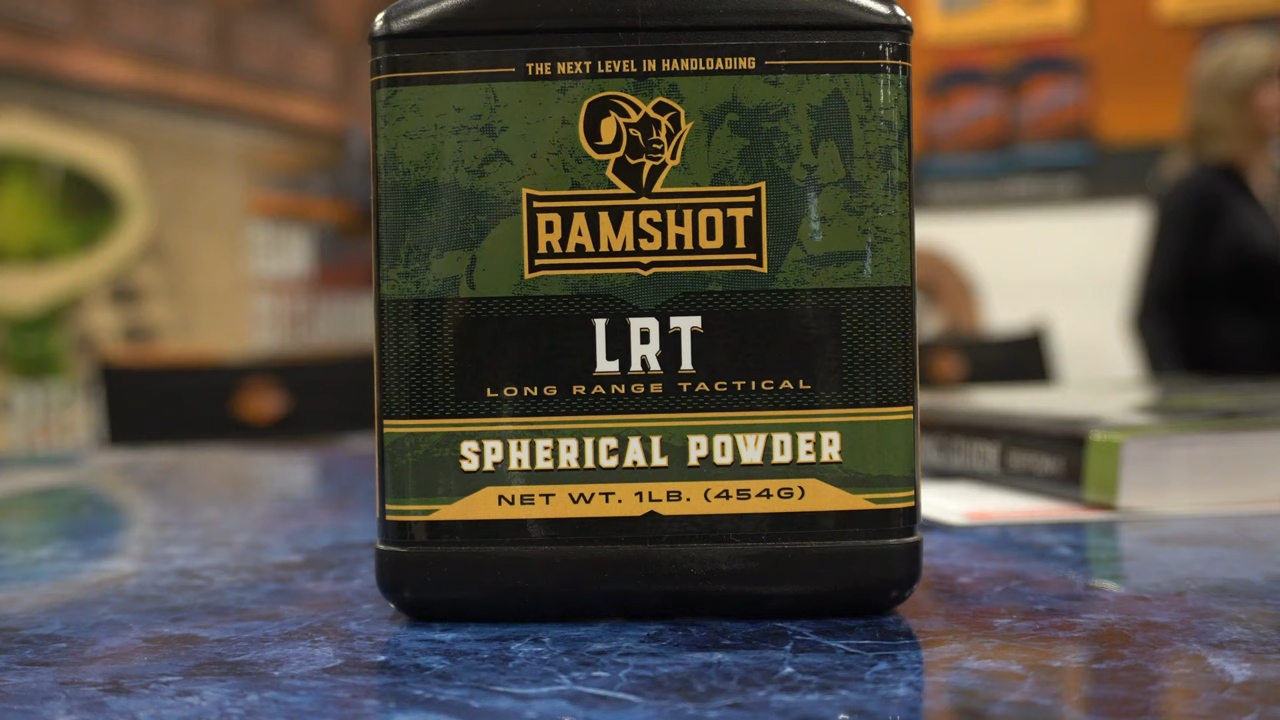 THE NEXT LEVEL IN HANDLOADING
RAMSHOT
LRT
LONG RANGE TACTICAL
SPHERICAL POWDER
NET WT. 1LB. (454G)